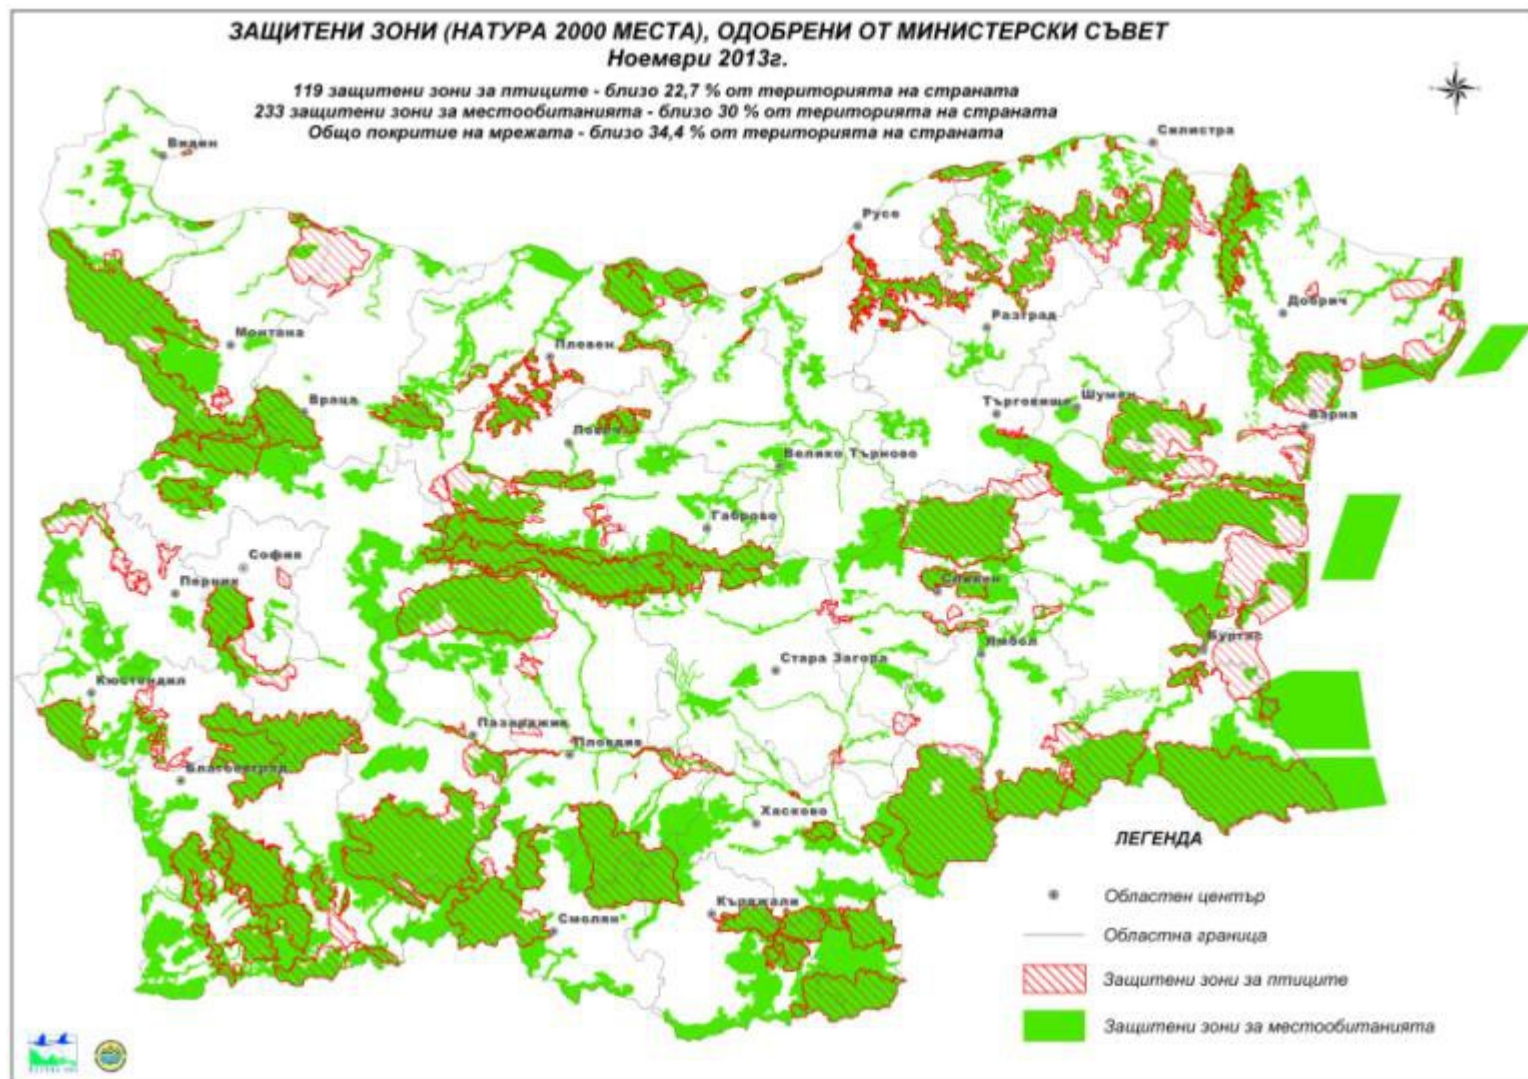 ЗАЩИТЕНИ ЗОНИ (НАТУРА 2000 МЕСТА), ОДОБРЕНИ ОТ МИНИСТЕРСКИ СЪВЕТ
Ноември 2013г.
119 защитени зони за птиците - близо 22,7 % от територията на страната
233 защитени зони за местообитанията - близо 30 % от територията на страната
Общо покритие на мрежата - близо 34,4 % от територията на страната
Силистра
Видин
Русе
Добрич
Разград
Монтана
Плевен
Враца
Търговище
Шумен
Варна
Ловеч
Велико Търново
Габрово
София
Перник
Сливен
Бургас
Ямбол
Стара Загора
Кюстендил
Пазарджик
Пловдив
Благоевград
Хасково
Кърджали
Смолян
ЛЕГЕНДА
Областен център
Областна граница
Защитени зони за птиците
Защитени зони за местообитанията